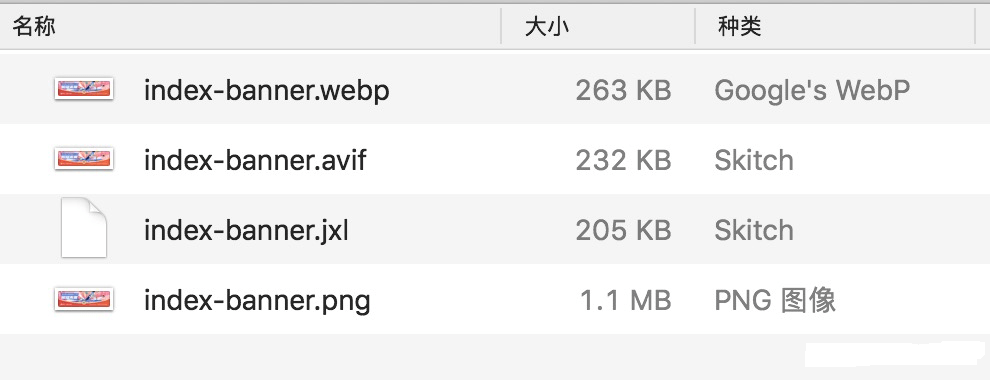 名称 大小 种类
index-banner.webp 263 KB Google's WebP
index-banner.avif 232 KB Skitch
index-banner.jxl 205 KB Skitch
index-banner.png 1.1 MB PNG 图像